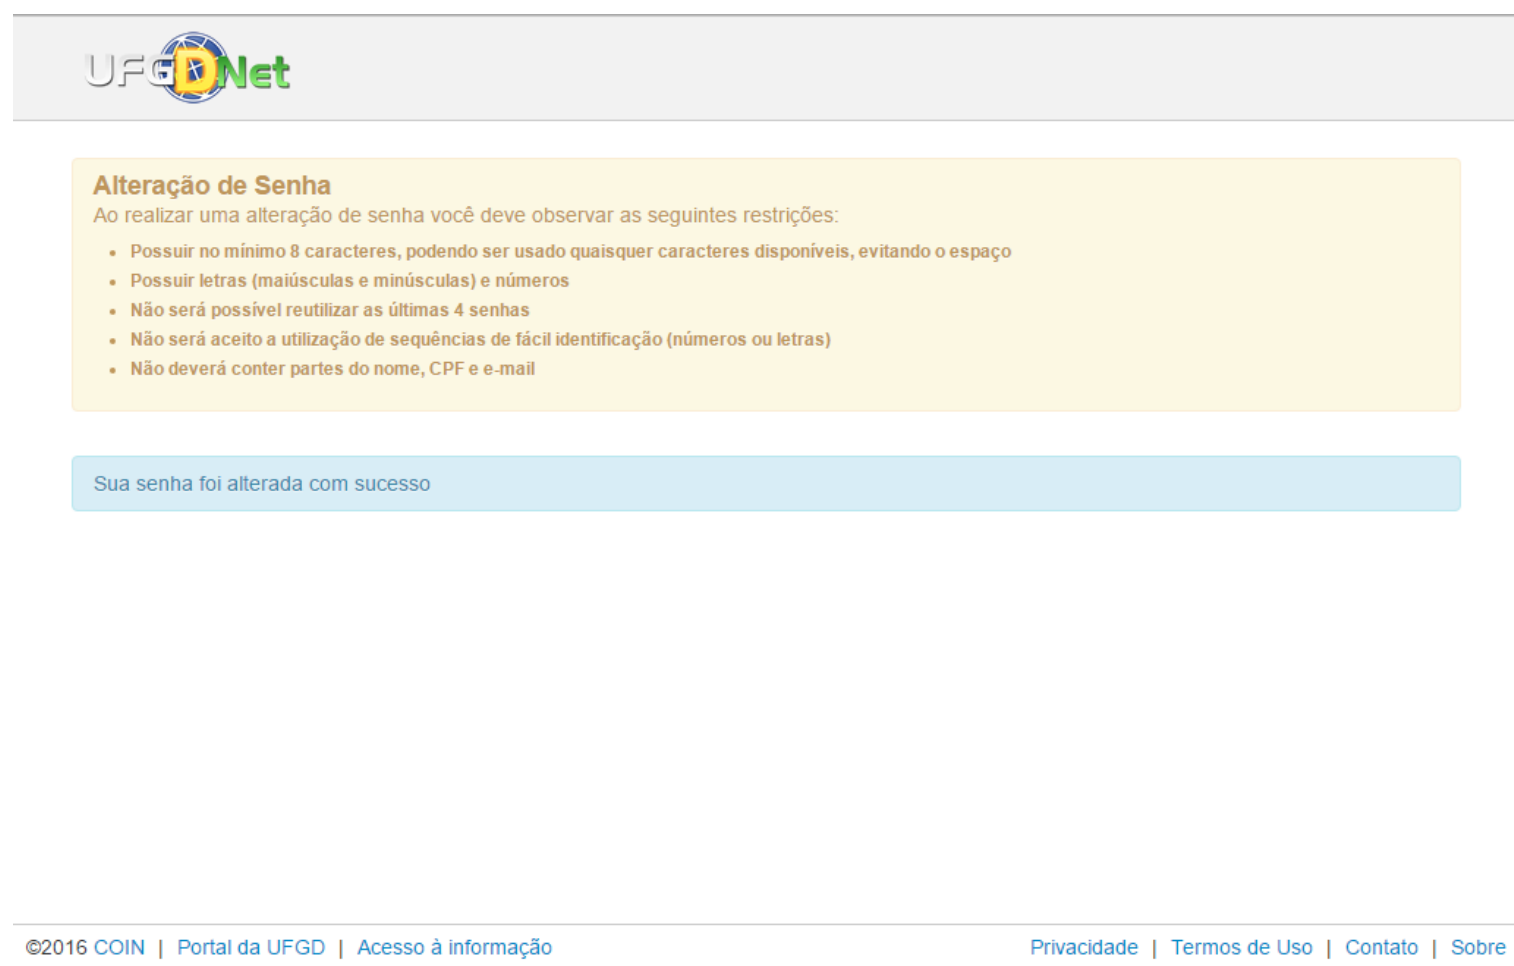 UFGDNet
Alteração de Senha
Ao realizar uma alteração de senha você deve observar as seguintes restrições:
• Possuir no mínimo 8 caracteres, podendo ser usado quaisquer caracteres disponíveis, evitando o espaço
• Possuir letras (maiúsculas e minúsculas) e números
• Não será possível reutilizar as últimas 4 senhas
• Não será aceito a utilização de sequências de fácil identificação (números ou letras)
• Não deverá conter partes do nome, CPF e e-mail
Sua senha foi alterada com sucesso
©2016 COIN | Portal da UFGD | Acesso à informação Privacidade | Termos de Uso | Contato | Sobre